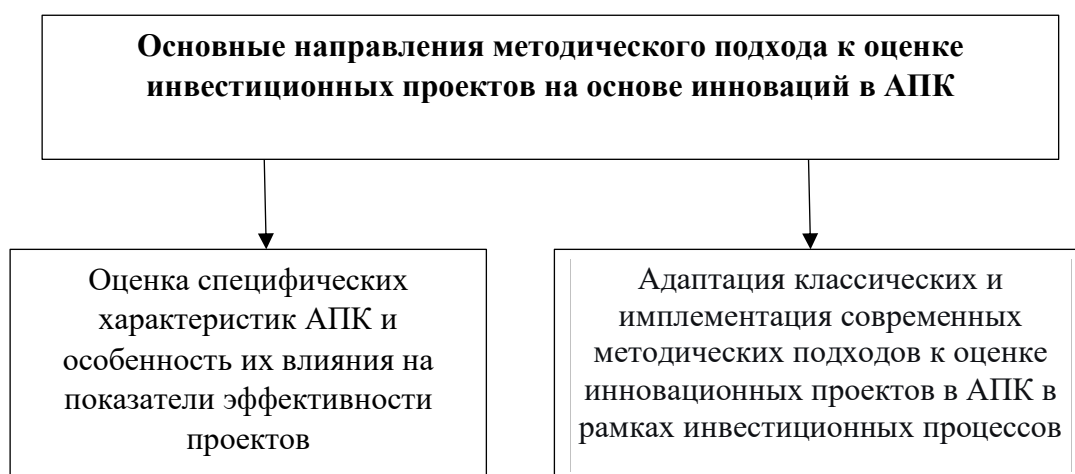 Основные направления методического подхода к оценке
инвестиционных проектов на основе инноваций в АПК
Оценка специфических
характеристик АПК и
особенность их влияния на
показатели эффективности
проектов
Адаптация классических и
имплементация современных
методических подходов к оценке
инновационных проектов в АПК в
рамках инвестиционных процессов